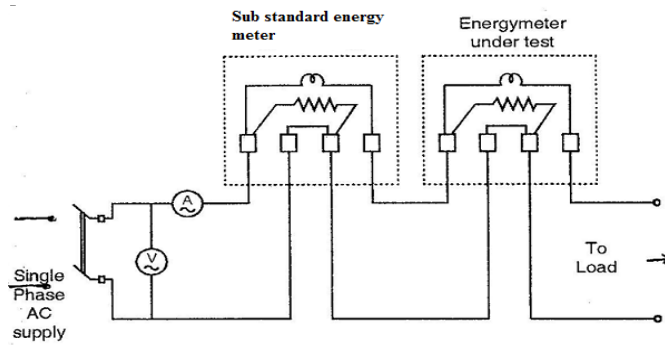 Sub standard energy
meter
Energymeter
under test
A
V
Single
Phase
AC
supply
To
Load